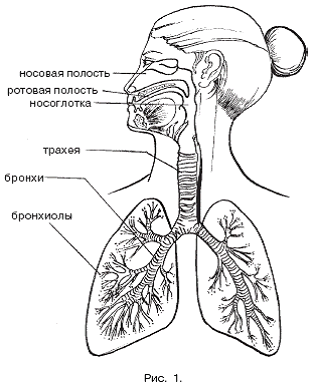 носовая полость
ротовая полость
носоглотка
трахея
бронхи
бронхиолы
Рис. 1.